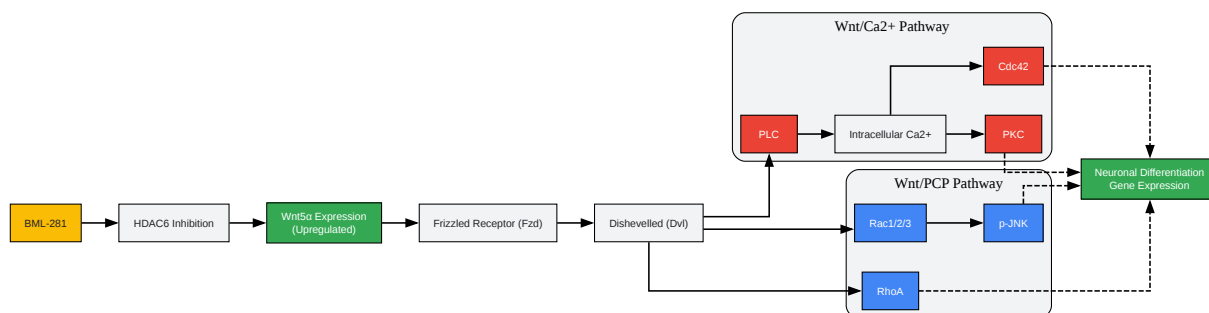 Wnt/Ca2+ Pathway
Cdc42
PLC
Intracellular Ca2+
PKC
Neuronal Differentiation
Gene Expression
Wnt/PCP Pathway
BML-281
HDAC6 Inhibition
Wnt5α Expression
(Upregulated)
Frizzled Receptor (Fzd)
Dishevelled (Dvl)
Rac1/2/3
p-JNK
RhoA